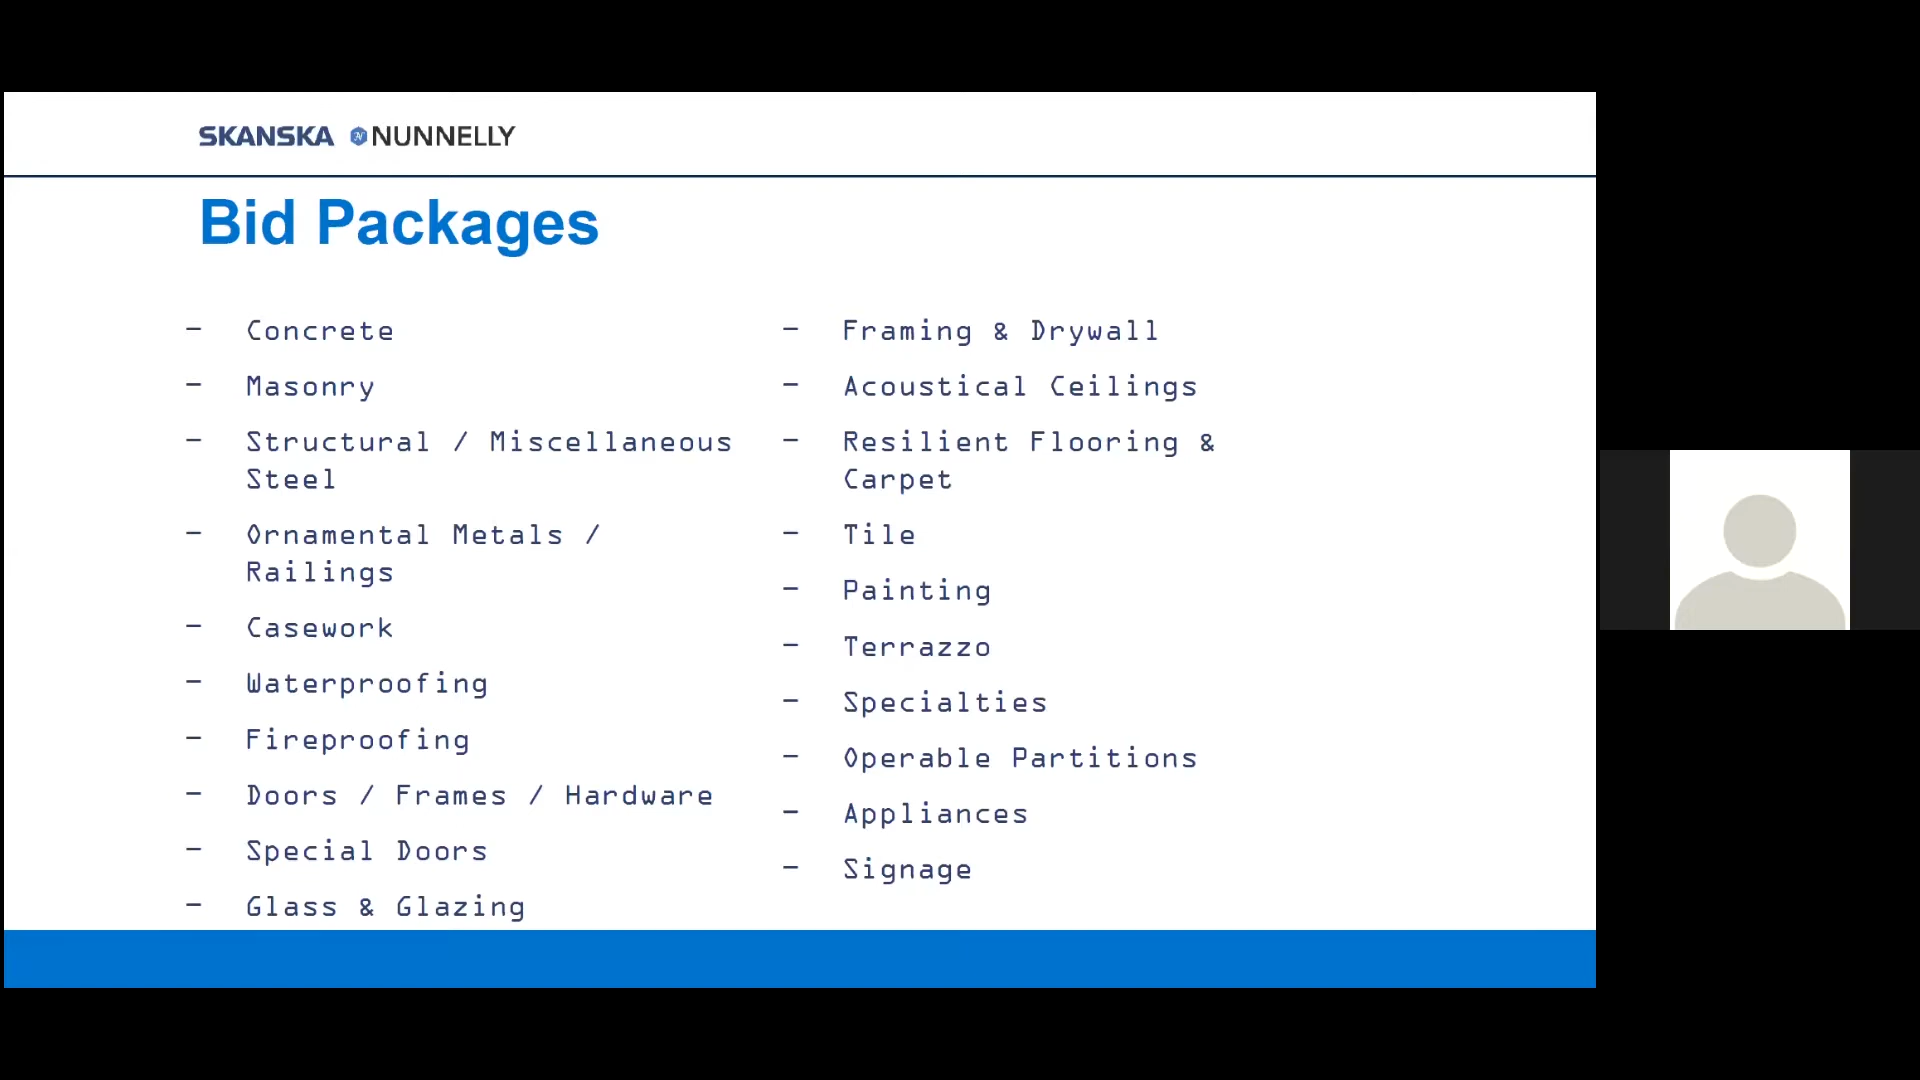 SKANSKA NUNNELLY
Bid Packages
– Concrete
– Masonry
– Structural / Miscellaneous
Steel
– Ornamental Metals /
Railings
– Casework
– Waterproofing
– Fireproofing
– Doors / Frames / Hardware
– Special Doors
– Glass & Glazing
– Framing & Drywall
– Acoustical Ceilings
– Resilient Flooring &
Carpet
– Tile
– Painting
– Terrazzo
– Specialties
– Operable Partitions
– Appliances
– Signage